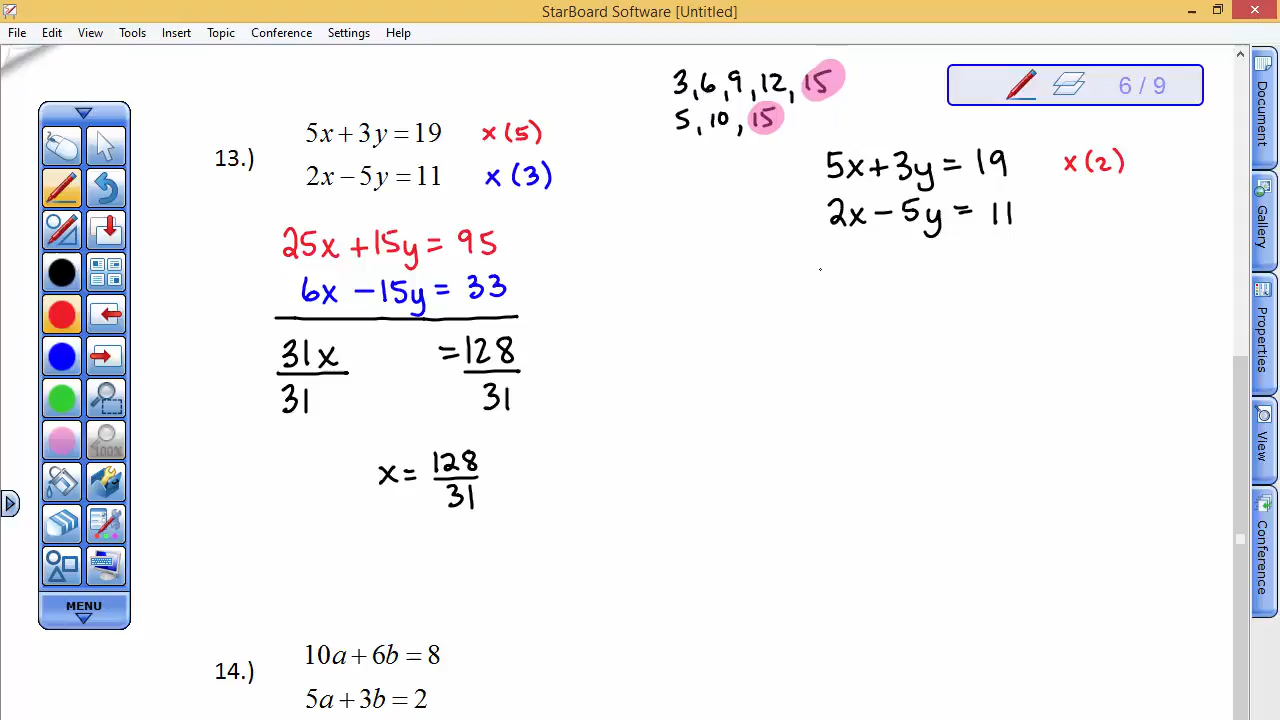 StarBoard Software [Untitled]
File Edit View Tools Insert Topic Conference Settings Help
3, 6, 9, 12, 15
5, 10, 15
6 / 9
13.)
5x + 3y = 19 x (5)
2x − 5y = 11 x (3)
25x + 15y = 95
6x − 15y = 33
31x = 128
31 31
x = 128
31
5x + 3y = 19 x (2)
2x − 5y = 11
14.)
10a + 6b = 8
5a + 3b = 2
100%
MENU
Document
Gallery
Properties
View
Conference